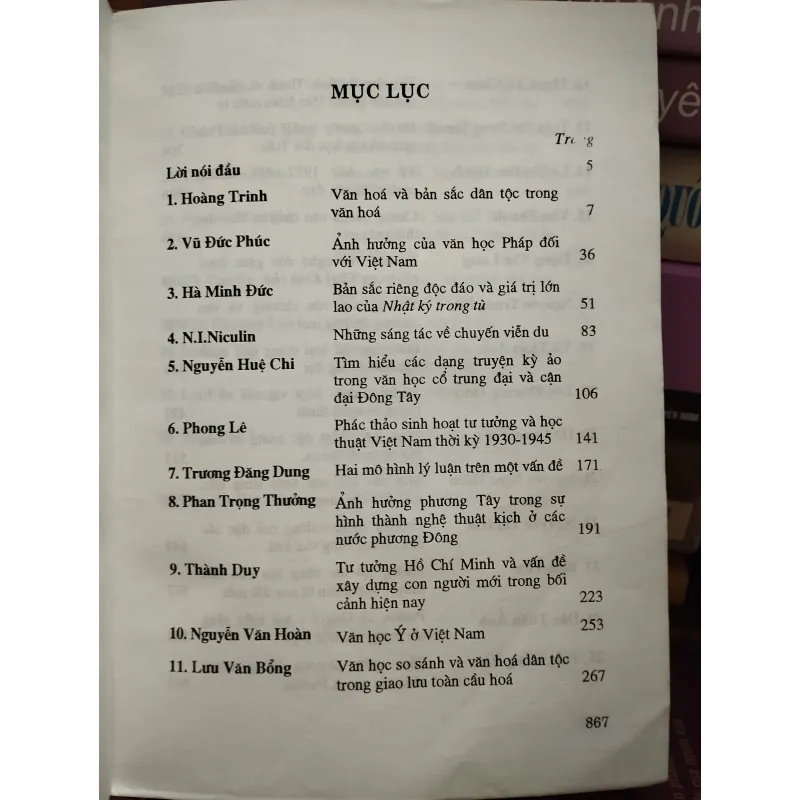 MỤC LỤC
Trang
Lời nói đầu 5
1. Hoàng Trinh Văn hoá và bản sắc dân tộc trong
văn hoá 7
2. Vũ Đức Phúc Ảnh hưởng của văn học Pháp đối
với Việt Nam 36
3. Hà Minh Đức Bản sắc riêng độc đáo và giá trị lớn
lao của Nhật ký trong tù 51
4. N.I.Niculin Những sáng tác về chuyến viễn du 83
5. Nguyễn Huệ Chi Tìm hiểu các dạng truyện kỳ ảo
trong văn học cổ trung đại và cận
đại Đông Tây 106
6. Phong Lê Phác thảo sinh hoạt tư tưởng và học
thuật Việt Nam thời kỳ 1930-1945 141
7. Trương Đăng Dung Hai mô hình lý luận trên một vấn đề 171
8. Phan Trọng Thưởng Ảnh hưởng phương Tây trong sự
hình thành nghệ thuật kịch ở các
nước phương Đông 191
9. Thành Duy Tư tưởng Hồ Chí Minh và vấn đề
xây dựng con người mới trong bối
cảnh hiện nay 223
10. Nguyễn Văn Hoàn Văn học Ý ở Việt Nam 253
11. Lưu Văn Bổng Văn học so sánh và văn hoá dân tộc
trong giao lưu toàn cầu hoá 267
867